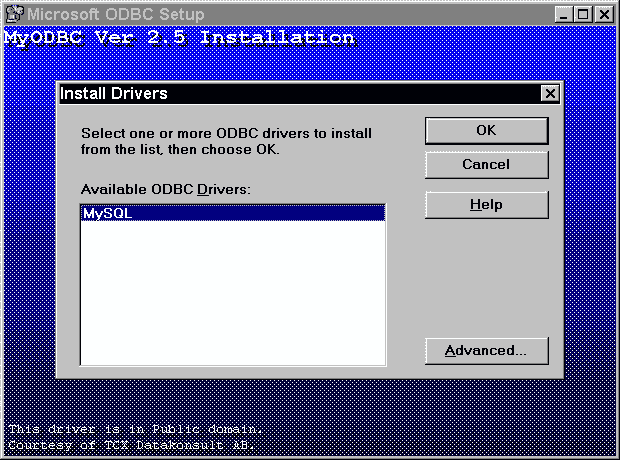 Microsoft ODBC Setup
MyODBC Ver 2.5 Installation
Install Drivers
Select one or more ODBC drivers to install
from the list, then choose OK.
OK
Cancel
Available ODBC Drivers:
Help
MySQL
Advanced...
This driver is in Public domain.
Courtesy of TCX Datakonsult AB.